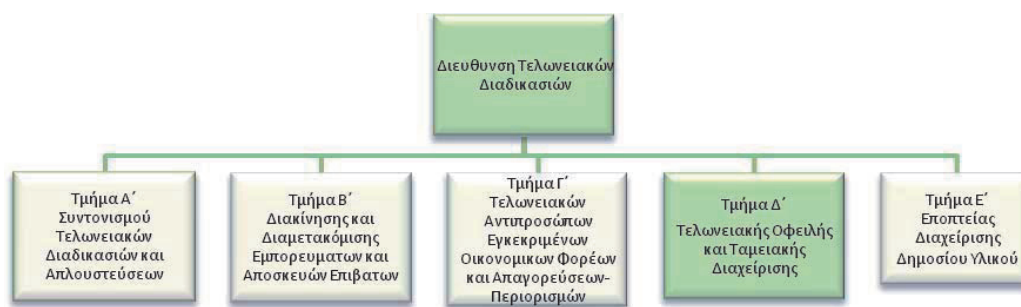 Διευθυνση Τελωνειακών
Διαδικασιών
Τμήμα Α΄
Συντονισμού
Τελωνειακών
Διαδικασιών και
Απλουστεύσεων
Τμήμα Β΄
Διακίνησης και
Διαμετακόμισης
Εμπορευματων και
Αποσκευών Επιβατων
Τμήμα Γ΄
Τελωνειακών
Αντιπροσώπων
Εγκεκριμένων
Οικονομικων Φορέων
και Απαγορεύσεων-
Περιορισμών
Τμήμα Δ΄
Τελωνειακής Οφειλής
και Ταμειακής
Διαχείρισης
Τμήμα Ε΄
Εποπτείας
Διαχείρισης
Δημοσίου Υλικού